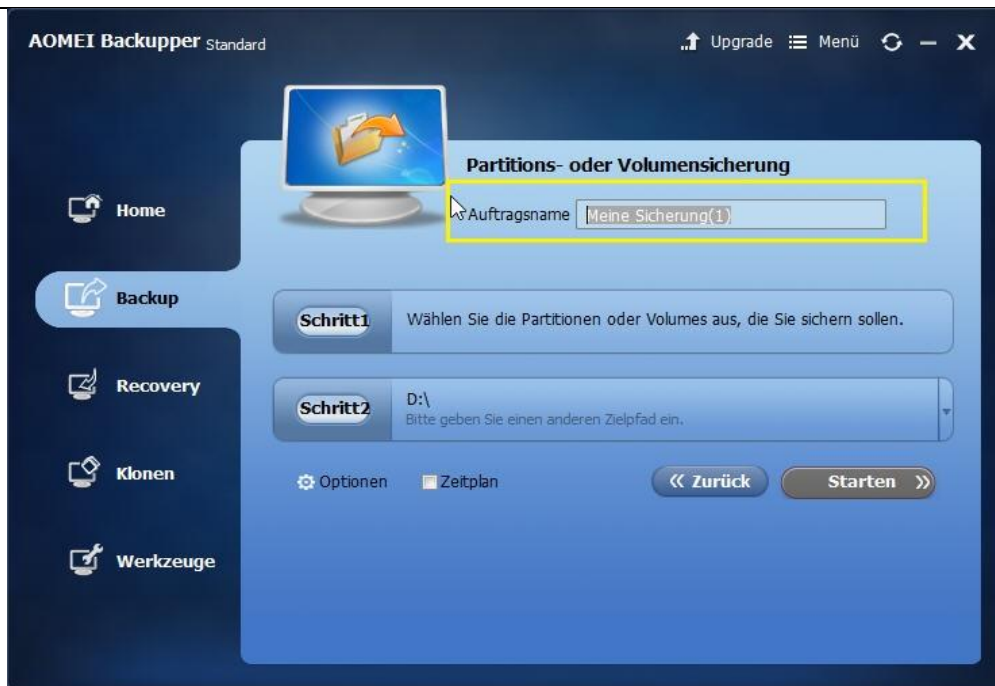 AOMEI Backupper Standard
Upgrade Menü
Partitions- oder Volumensicherung
Auftragsname Meine Sicherung(1)
Home
Backup
Schritt1 Wählen Sie die Partitionen oder Volumes aus, die Sie sichern sollen.
Recovery
Schritt2 D:\
Bitte geben Sie einen anderen Zielpfad ein.
Klonen
Optionen Zeitplan Zurück Starten
Werkzeuge